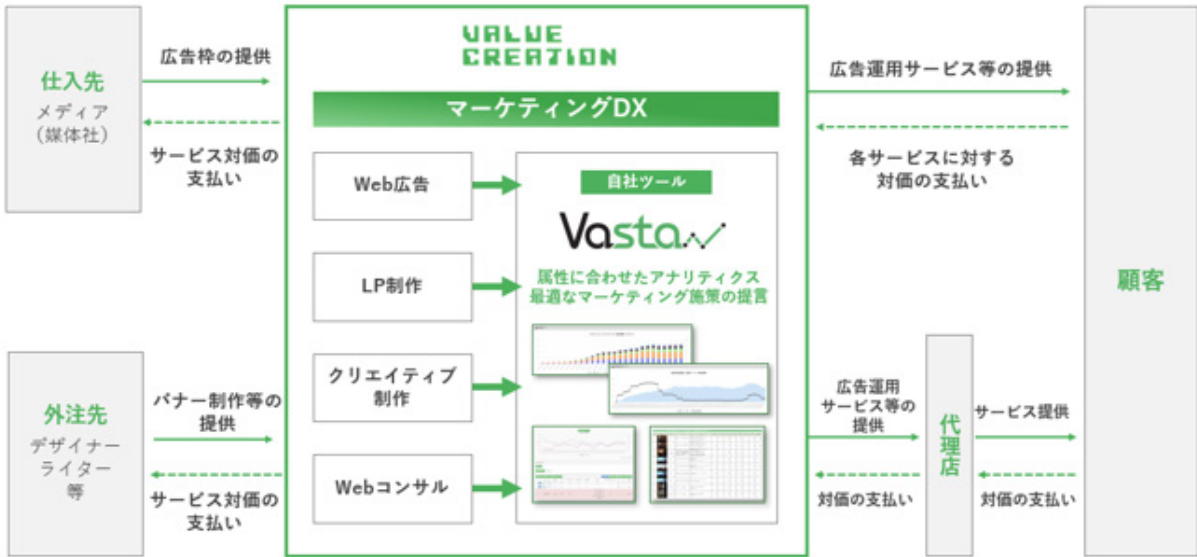 仕入先
メディア
(媒体社)
広告枠の提供
サービス対価の
支払い
外注先
デザイナー
ライター
等
バナー制作等の
提供
サービス対価の
支払い
VALUE
CREATION
マーケティングDX
Web広告
LP制作
クリエイティブ
制作
Webコンサル
自社ツール
Vasta
属性に合わせたアナリティクス
最適なマーケティング施策の提言
広告運用サービス等の提供
各サービスに対する
対価の支払い
広告運用
サービス等の
提供
対価の支払い
代理店
サービス提供
対価の支払い
顧客